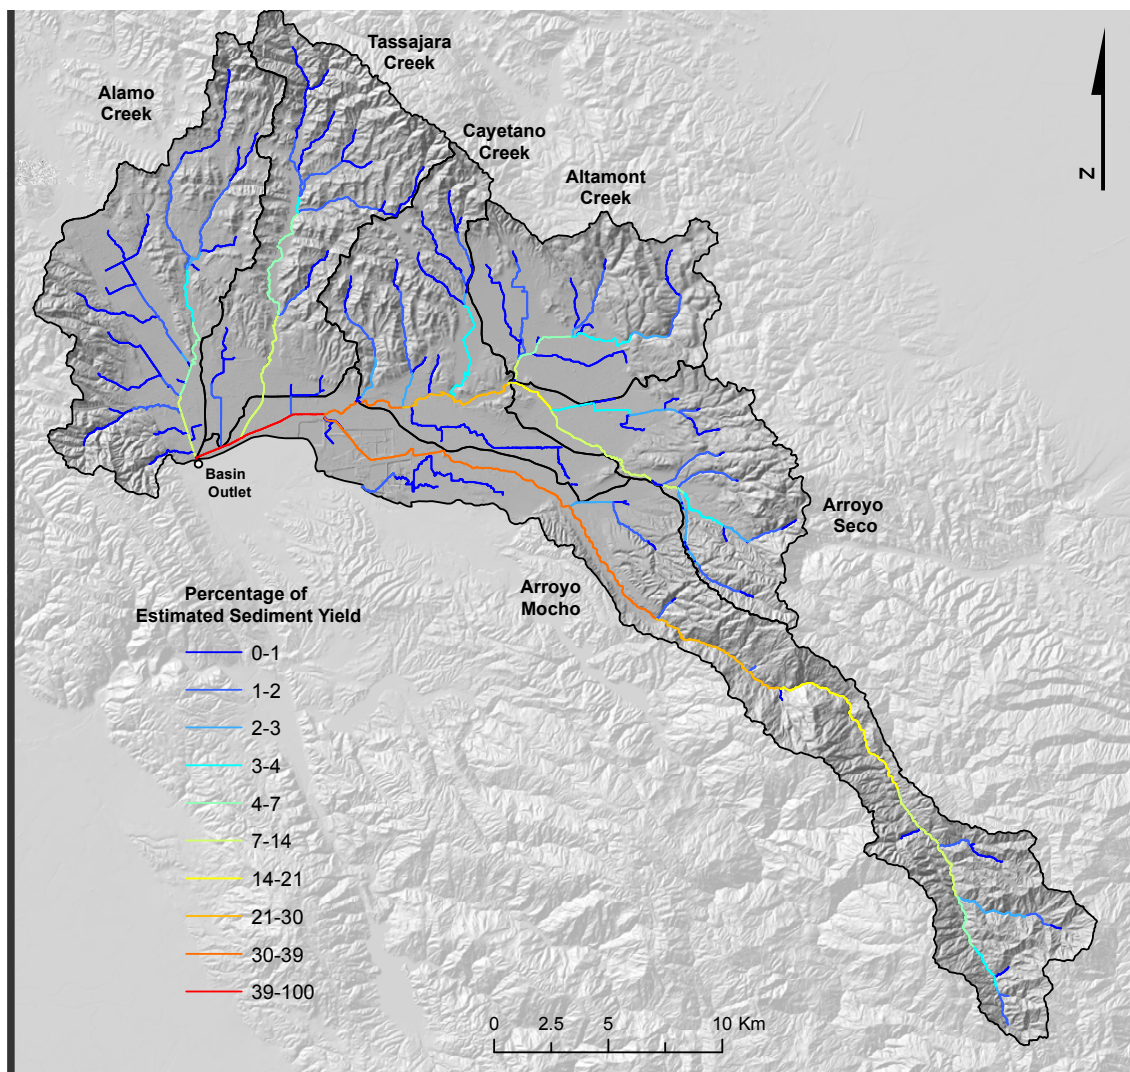 Tassajara
Creek
Alamo
Creek
Cayetano
Creek
Altamont
Creek
N
Basin
Outlet
Arroyo
Seco
Arroyo
Mocho
Percentage of
Estimated Sediment Yield
0-1
1-2
2-3
3-4
4-7
7-14
14-21
21-30
30-39
39-100
0 2.5 5 10 Km